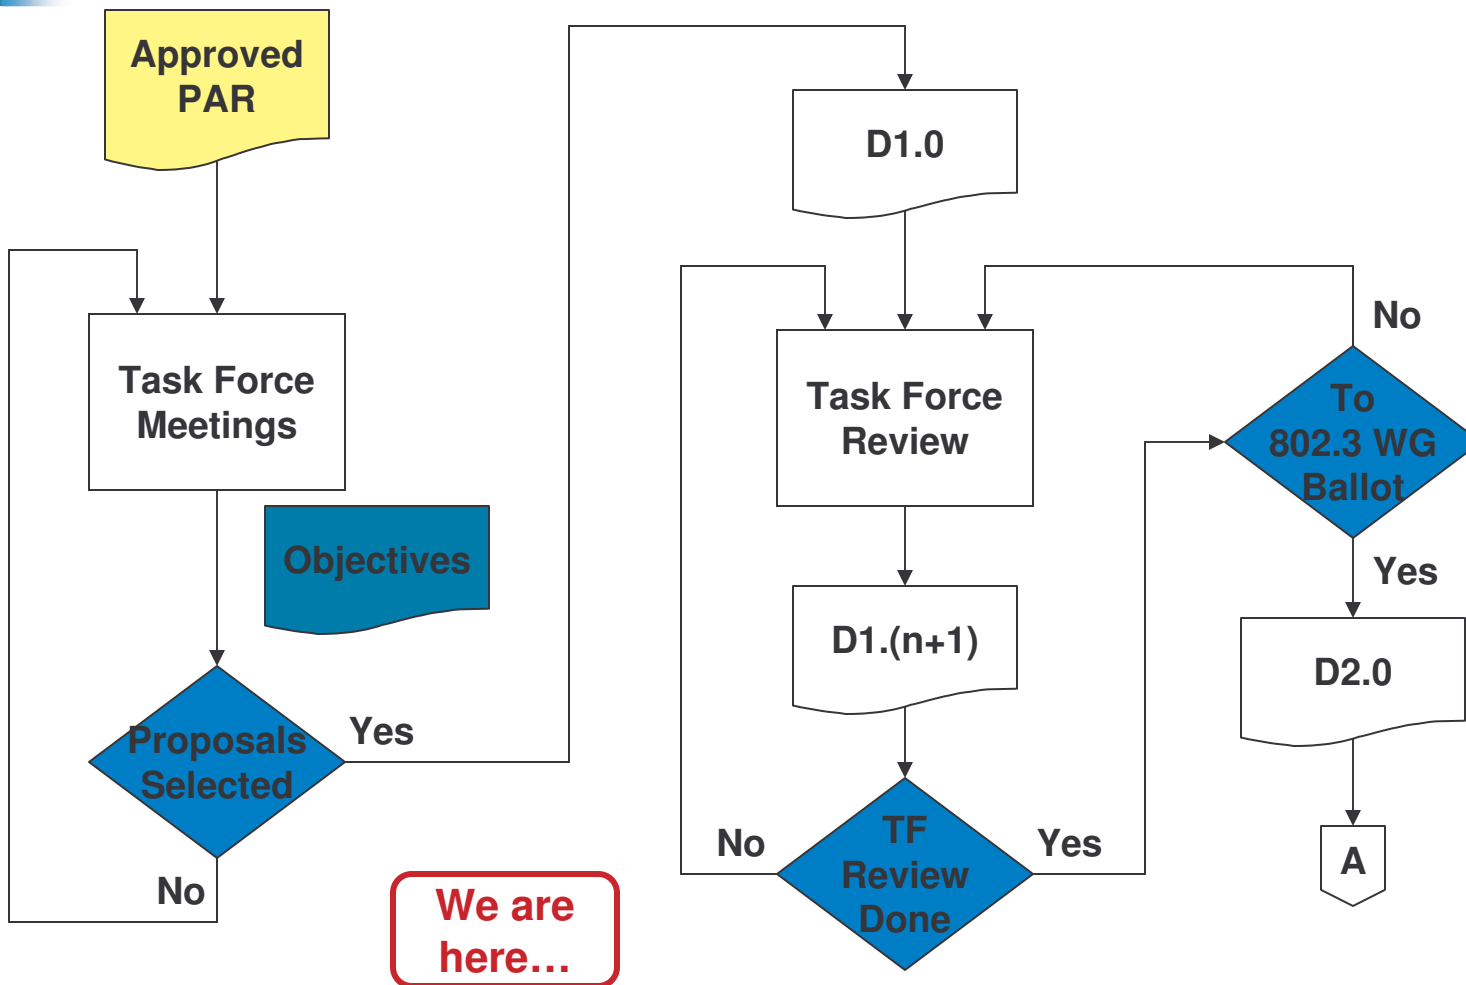 Approved
PAR
Task Force
Meetings
Objectives
Proposals
Selected
Yes
No
We are
here…
D1.0
Task Force
Review
D1.(n+1)
TF
Review
Done
No
Yes
To
802.3 WG
Ballot
No
Yes
D2.0
A